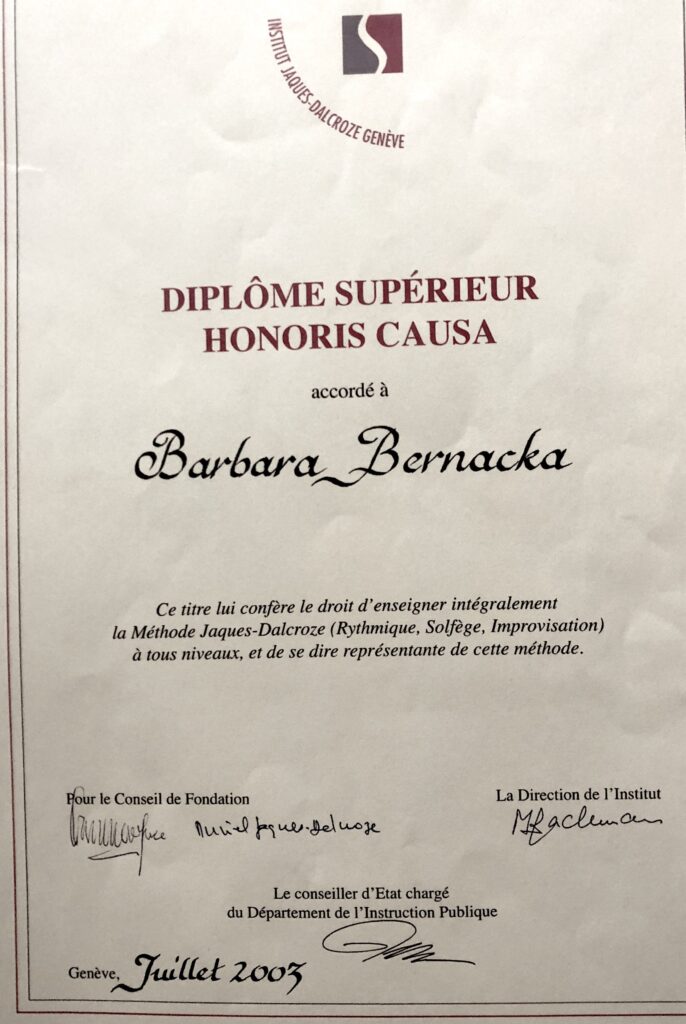 INSTITUT JAQUES-DALCROZE GENÈVE
DIPLÔME SUPÉRIEUR
HONORIS CAUSA
accordé à
Barbara Bernacka
Ce titre lui confère le droit d'enseigner intégralement
la Méthode Jaques-Dalcroze (Rythmique, Solfège, Improvisation)
à tous niveaux, et de se dire représentante de cette méthode.
Pour le Conseil de Fondation
La Direction de l'Institut
Muriel Jaques-Dalcroze
Le conseiller d'Etat chargé
du Département de l'Instruction Publique
Genève, Juillet 2003